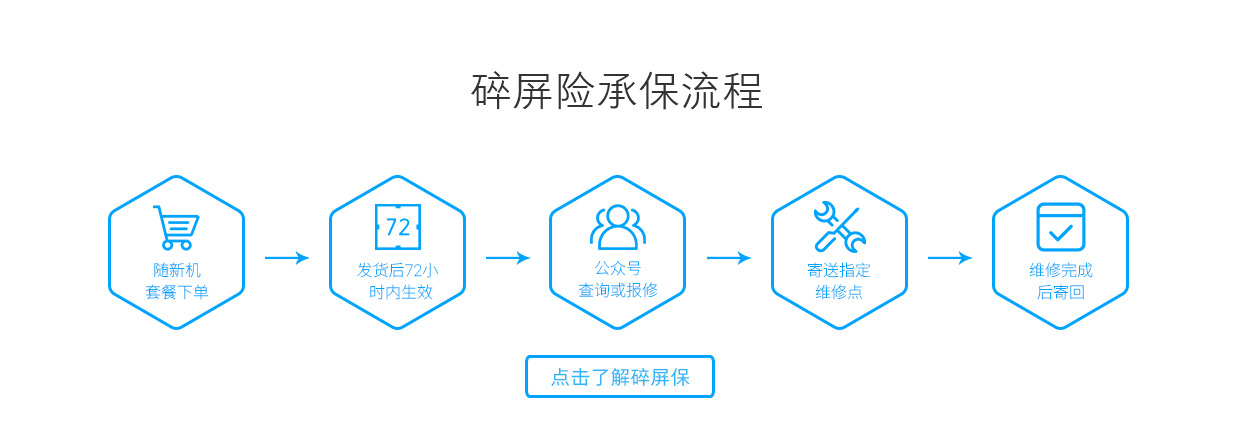 碎屏险承保流程
随新机
套餐下单
72
发货后72小
时内生效
公众号
查询或报修
寄送指定
维修点
维修完成
后寄回
点击了解碎屏保